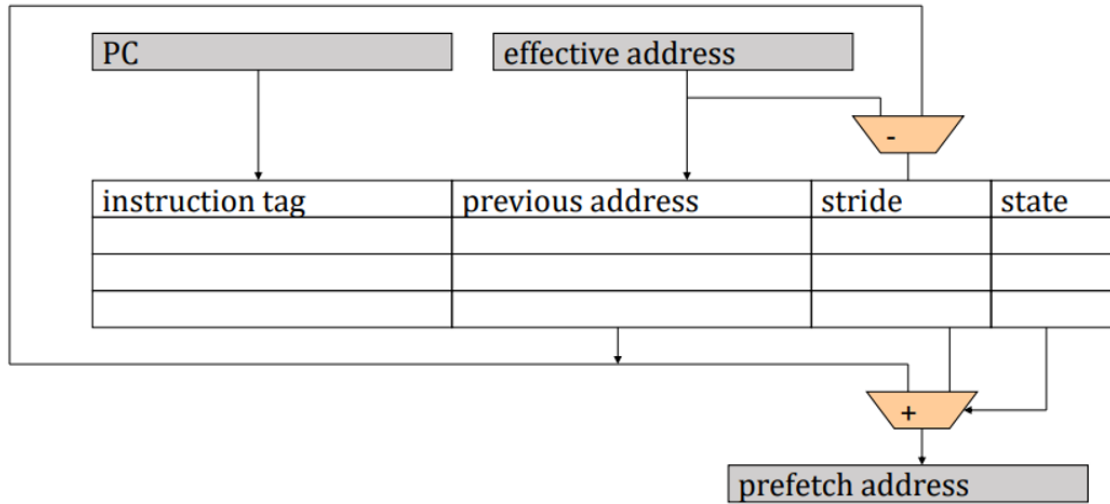 PC
effective address
-
instruction tag
previous address
stride
state
+
prefetch address